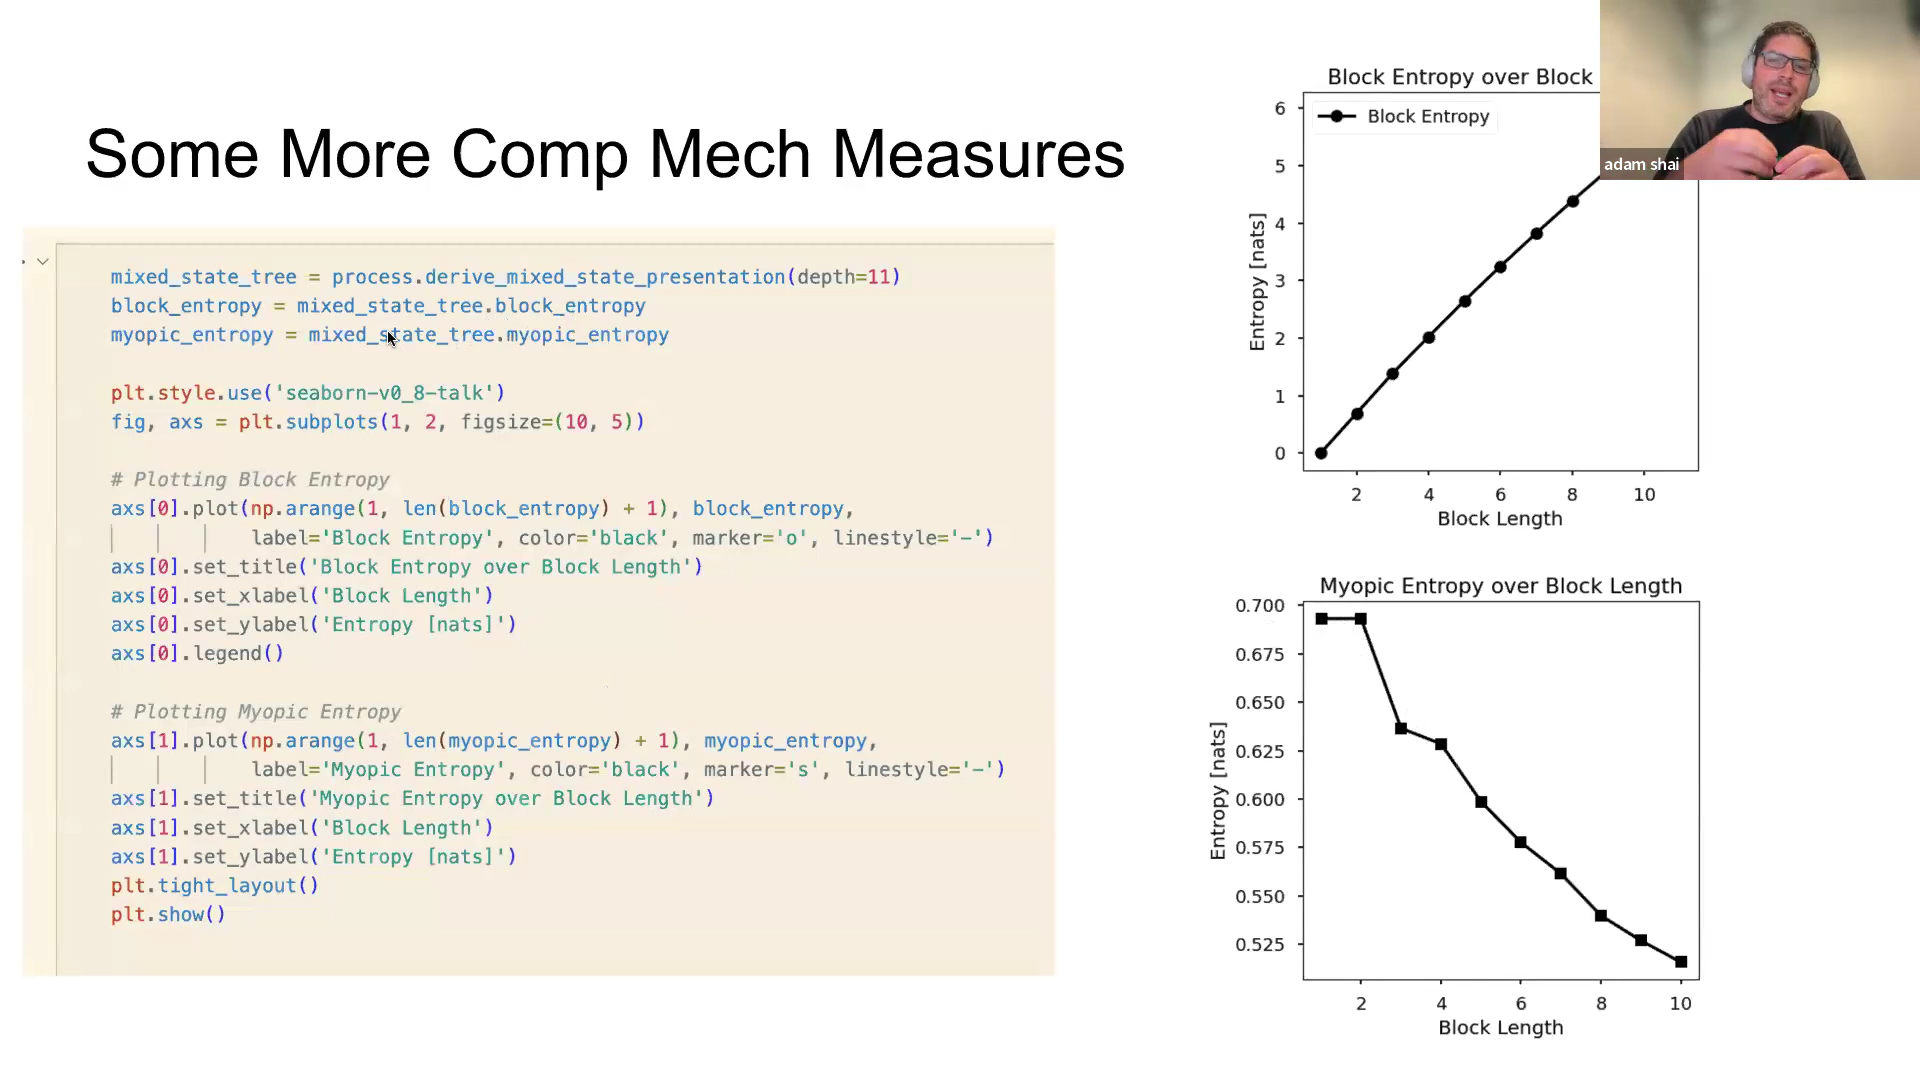 Some More Comp Mech Measures
mixed_state_tree = process.derive_mixed_state_presentation(depth=11)
block_entropy = mixed_state_tree.block_entropy
myopic_entropy = mixed_state_tree.myopic_entropy
plt.style.use('seaborn-v0_8-talk')
fig, axs = plt.subplots(1, 2, figsize=(10, 5))
# Plotting Block Entropy
axs[0].plot(np.arange(1, len(block_entropy) + 1), block_entropy,
label='Block Entropy', color='black', marker='o', linestyle='-')
axs[0].set_title('Block Entropy over Block Length')
axs[0].set_xlabel('Block Length')
axs[0].set_ylabel('Entropy [nats]')
axs[0].legend()
# Plotting Myopic Entropy
axs[1].plot(np.arange(1, len(myopic_entropy) + 1), myopic_entropy,
label='Myopic Entropy', color='black', marker='s', linestyle='-')
axs[1].set_title('Myopic Entropy over Block Length')
axs[1].set_xlabel('Block Length')
axs[1].set_ylabel('Entropy [nats]')
plt.tight_layout()
plt.show()
Block Entropy over Block
Block Entropy
6
5
4
3
2
1
0
Entropy [nats]
2 4 6 8 10
Block Length
adam shai
Myopic Entropy over Block Length
0.700
0.675
0.650
0.625
0.600
0.575
0.550
0.525
Entropy [nats]
2 4 6 8 10
Block Length